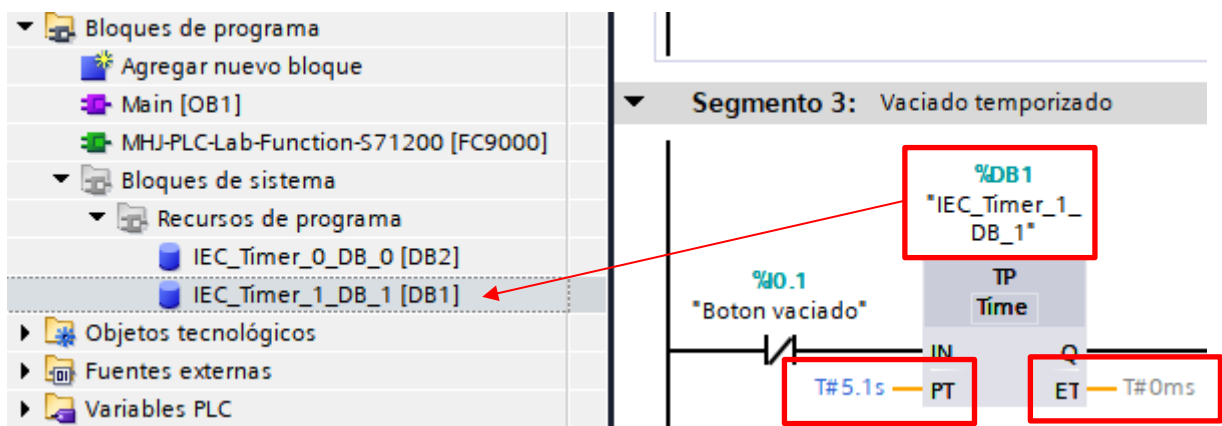 Bloques de programa
Agregar nuevo bloque
Main [OB1]
MHJ-PLC-Lab-Function-S71200 [FC9000]
Bloques de sistema
Recursos de programa
IEC_Timer_0_DB_0 [DB2]
IEC_Timer_1_DB_1 [DB1]
Objetos tecnológicos
Fuentes externas
Variables PLC
Segmento 3: Vaciado temporizado
%DB1
"IEC_Timer_1_
DB_1"
TP
Time
%I0.1
"Boton vaciado"
IN Q
T#5.1s PT ET T#0ms